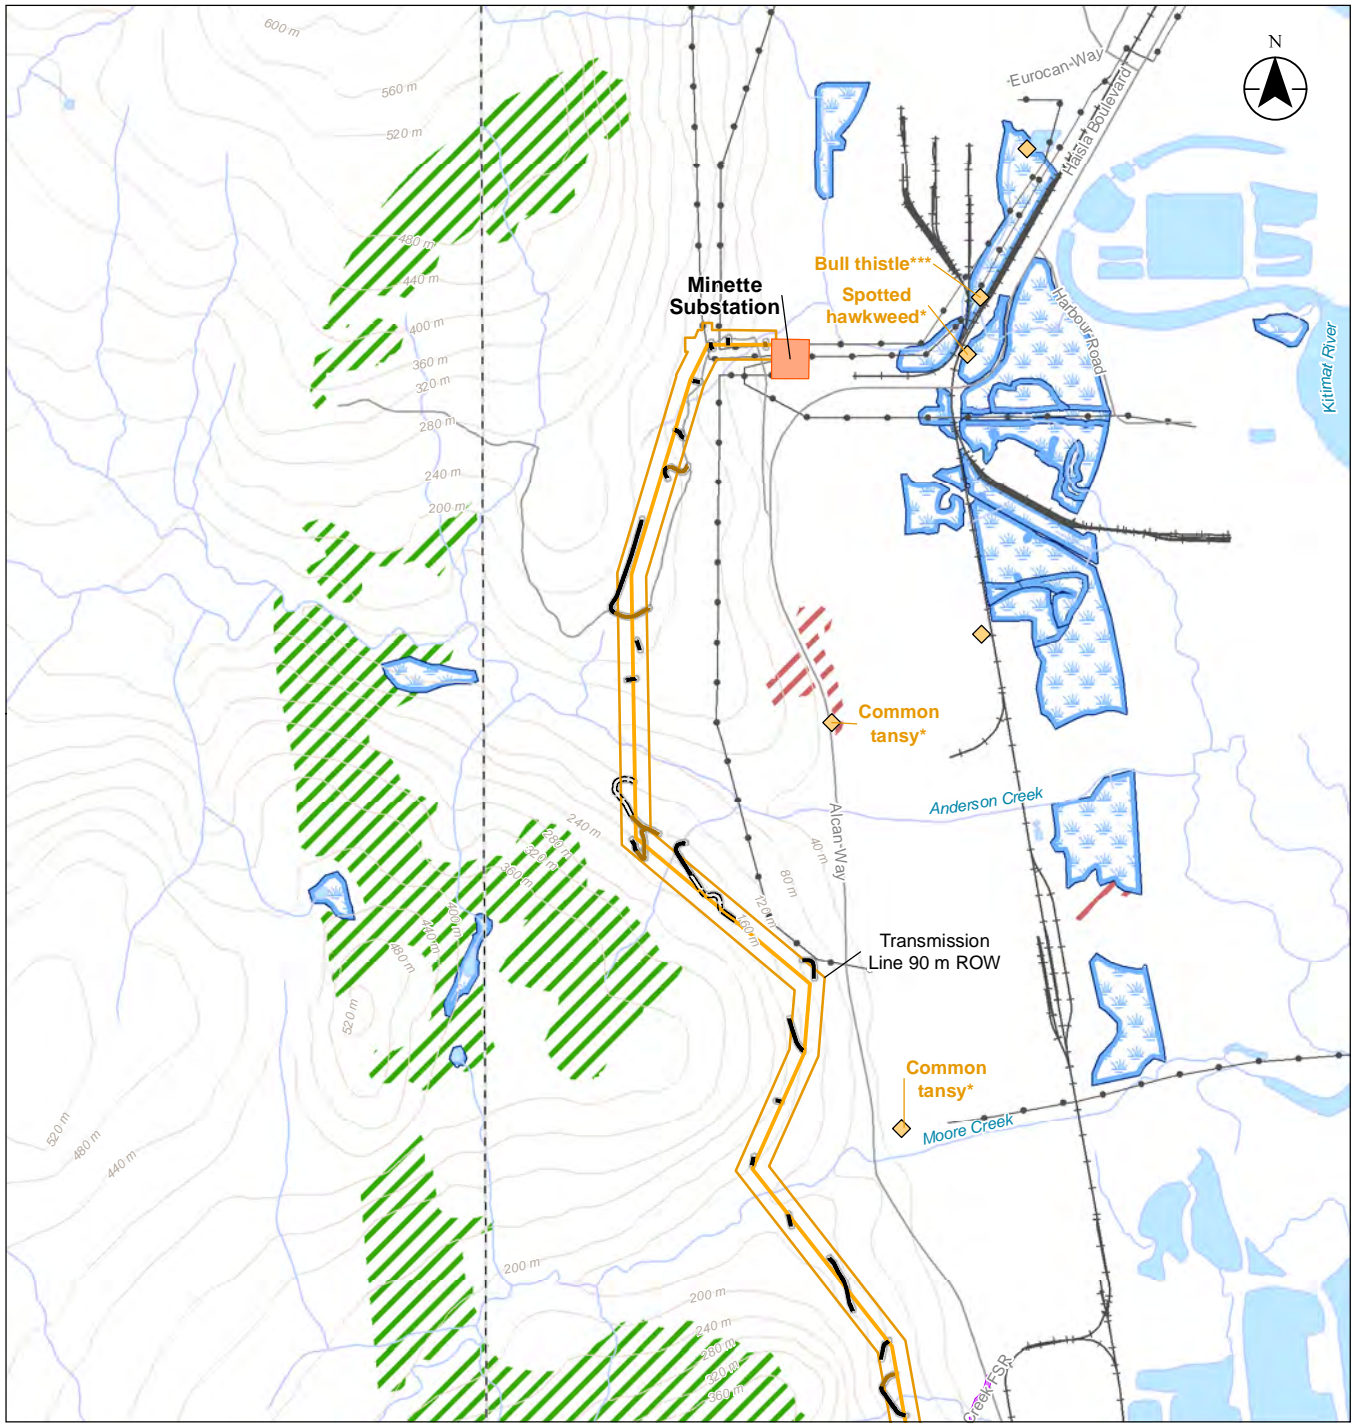 600 m
N
Eurocan-Way
560 m
Haisla Boulevard
520 m
480 m
Bull thistle***
440 m
Minette
Substation
Spotted
hawkweed*
Harbour Road
400 m
360 m
Kitimat River
320 m
280 m
240 m
200 m
Common
tansy*
Anderson Creek
240 m
280 m
320 m
360 m
Alcan-Way
40 m
80 m
120 m
160 m
400 m
440 m
480 m
520 m
Transmission
Line 90 m ROW
Common
tansy*
Moore Creek
520 m
480 m
440 m
200 m
200 m
240 m
280 m
320 m
360 m
Creek FSR